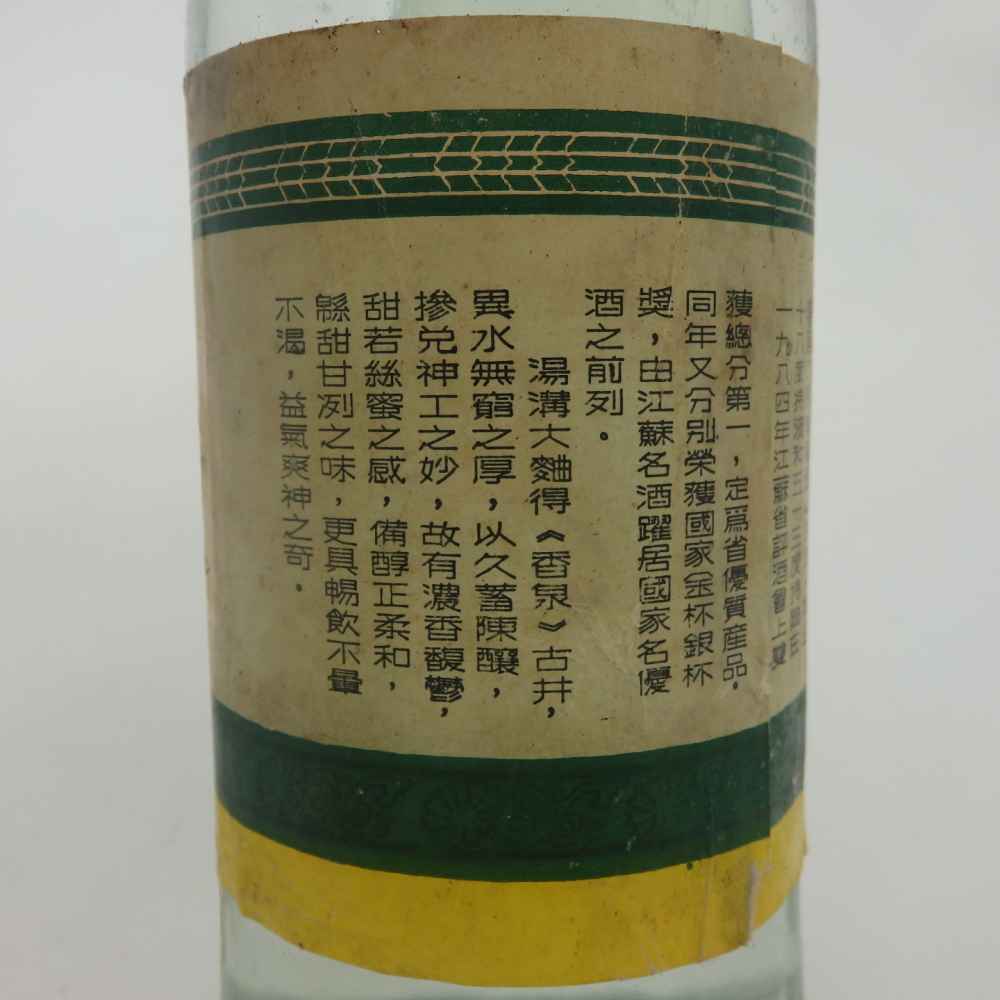 一九八四年江蘇省評酒會上雙
獲總分第一，定爲省優質産品．
同年又分别榮獲國家金杯銀杯
奬，由江蘇名酒躍居國家名優
酒之前列．
湯溝大麯得《香泉》古井，
異水無窮之厚，以久蓄陳釀，
摻兑神工之妙，故有濃香馥鬱，
甜若絲蜜之感，備醇正柔和，
緜甜甘冽之味，更具暢飲不暈
不渴，益氣爽神之奇．